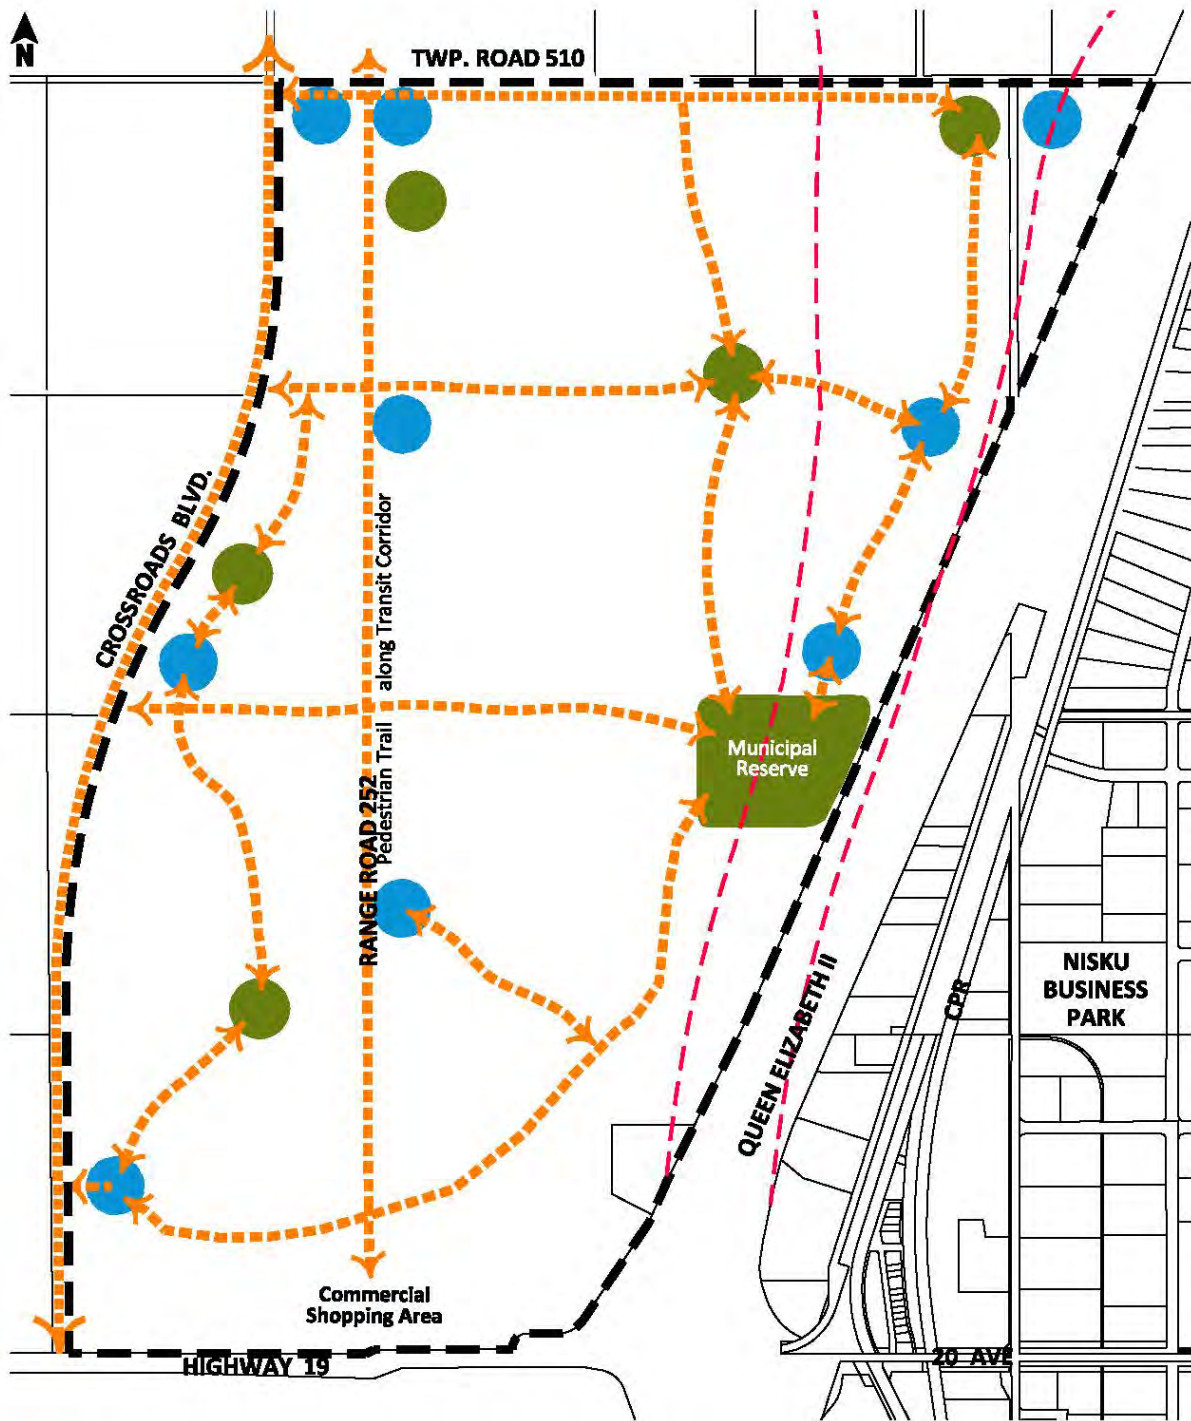 N
TWP. ROAD 510
CROSSROADS BLVD.
RANGE ROAD 252
Pedestrian Trail along Transit Corridor
Municipal
Reserve
NISKU
BUSINESS
PARK
CPR
QUEEN ELIZABETH II
Commercial
Shopping Area
HIGHWAY 19
20 AVE